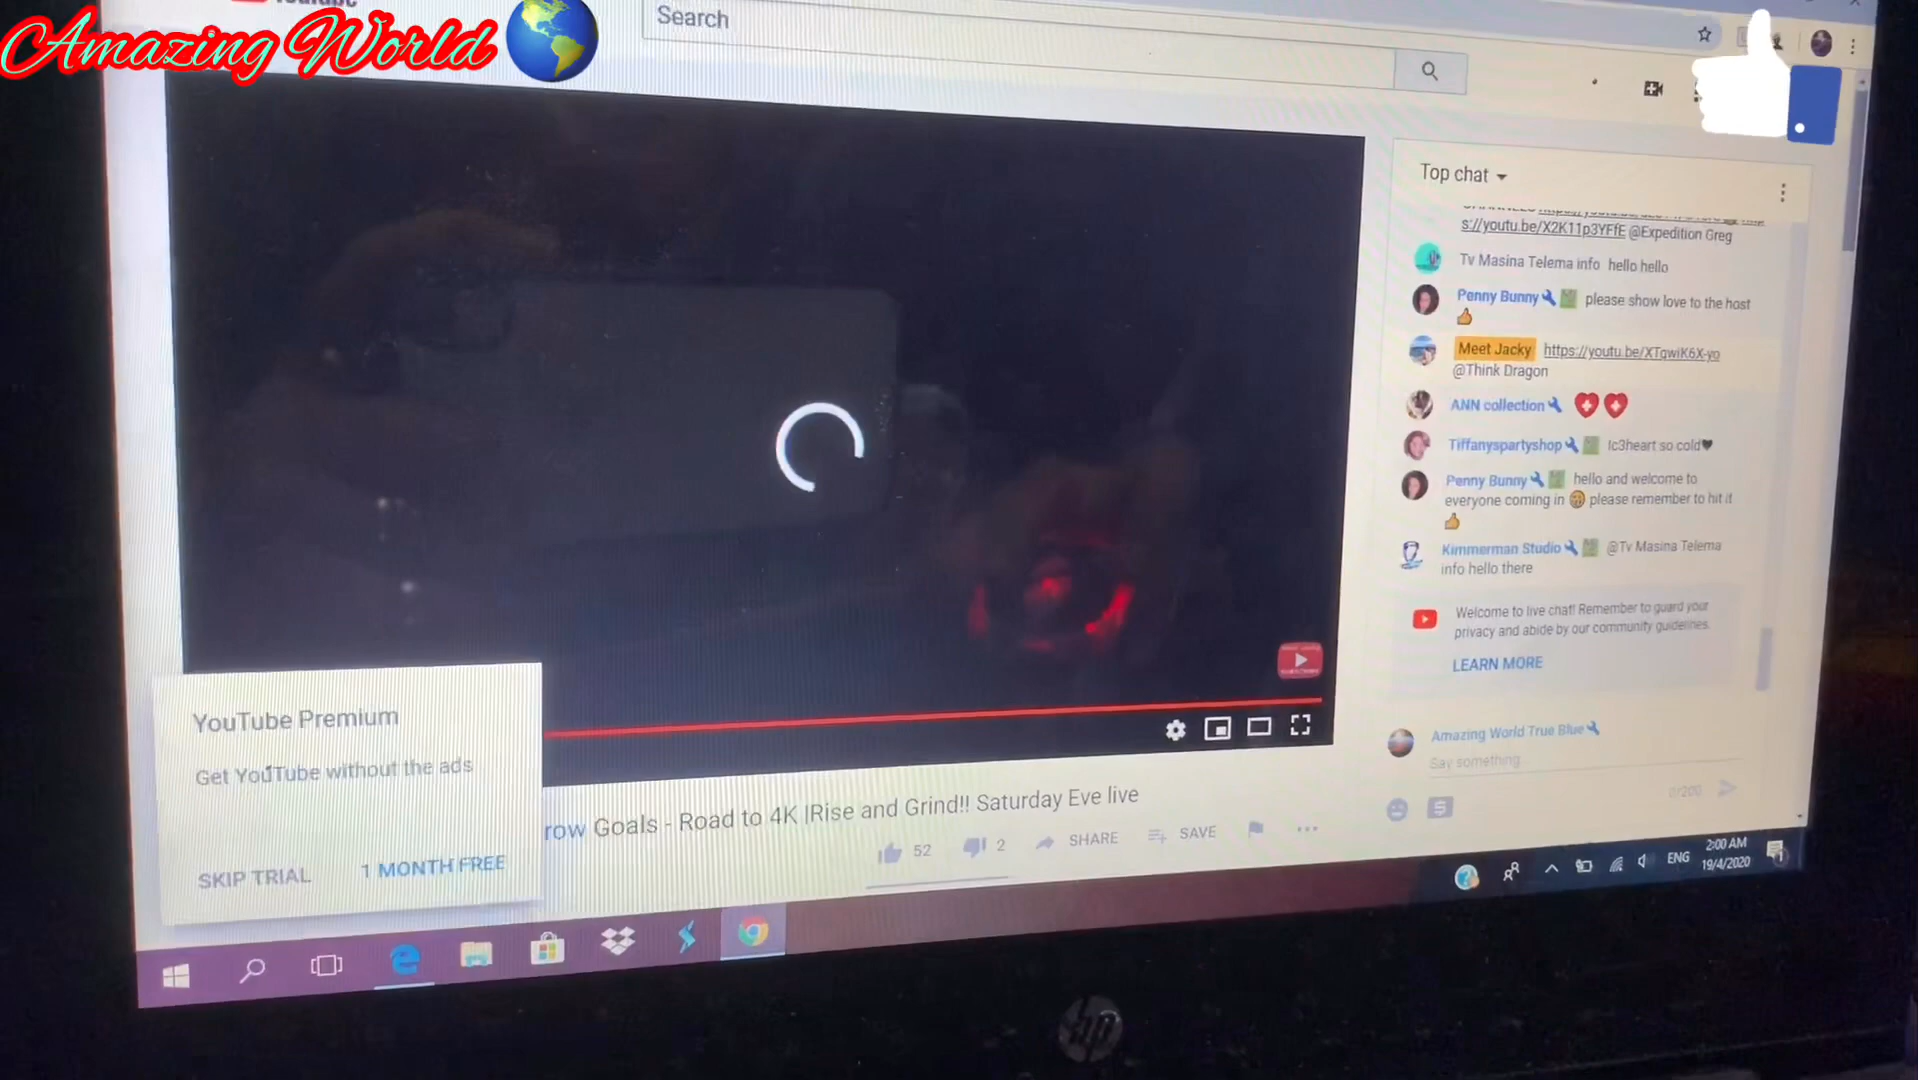 Amazing World
Search
Top chat
s://youtu.be/X2K11p3YFfE @Expedition Greg
Tv Masina Telema info hello hello
Penny Bunny please show love to the host
Meet Jacky https://youtu.be/XTqwiK6X-yo
@Think Dragon
ANN collection
Tiffanyspartyshop Ic3heart so cold
Penny Bunny hello and welcome to
everyone coming in please remember to hit it
Kimmerman Studio @Tv Masina Telema
info hello there
Welcome to live chat! Remember to guard your
privacy and abide by our community guidelines.
LEARN MORE
Amazing World True Blue
Say something...
0/200
YouTube Premium
Get YouTube without the ads
SKIP TRIAL 1 MONTH FREE
row Goals - Road to 4K |Rise and Grind!! Saturday Eve live
52 2 SHARE SAVE
ENG 2:00 AM
19/4/2020
hp